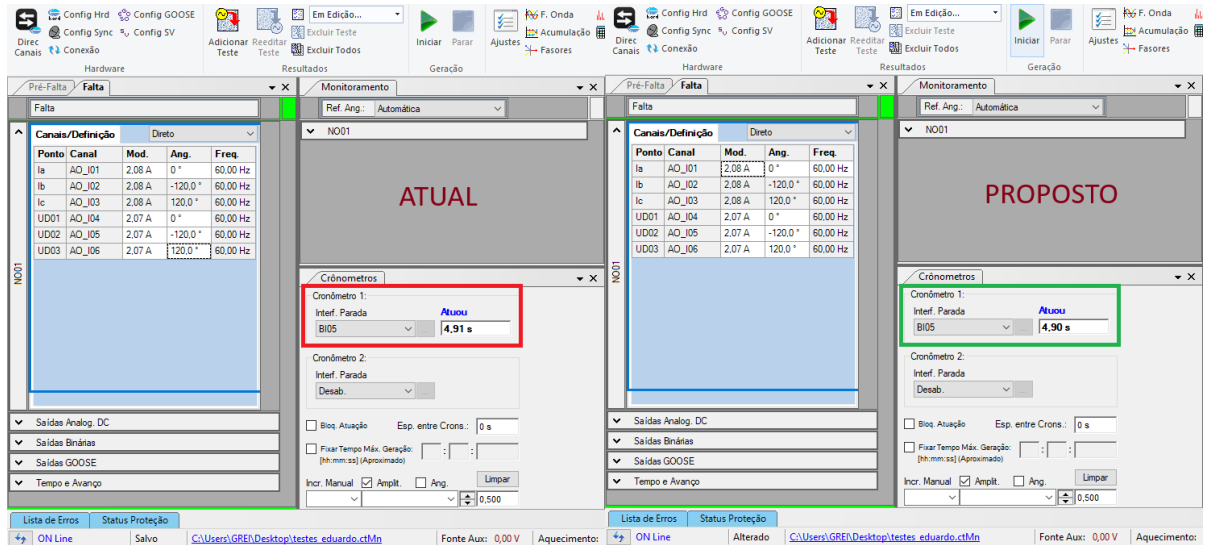 Config Hrd Config GOOSE
Config Sync Config SV
Conexão
Direc
Canais
Hardware
Adicionar
Teste
Reeditar
Teste
Em Edição...
Excluir Teste
Excluir Todos
Resultados
Iniciar Parar
Geração
Ajustes
F. Onda
Acumulação
Fasores
Pré-Falta Falta
Falta
NO01
Canais/Definição Direto
Ponto Canal Mod. Ang. Freq.
Ia AO_I01 2,08 A 0 ° 60,00 Hz
Ib AO_I02 2,08 A -120,0 ° 60,00 Hz
Ic AO_I03 2,08 A 120,0 ° 60,00 Hz
UD01 AO_I04 2,07 A 0 ° 60,00 Hz
UD02 AO_I05 2,07 A -120,0 ° 60,00 Hz
UD03 AO_I06 2,07 A 120,0 ° 60,00 Hz
Saídas Analog. DC
Saídas Binárias
Saídas GOOSE
Tempo e Avanço
Monitoramento
Ref. Ang.: Automática
NO01
ATUAL
Crônometros
Cronômetro 1:
Interf. Parada Atuou
BI05 ... 4,91 s
Cronômetro 2:
Interf. Parada
Desab. ...
Bloq. Atuação Esp. entre Crons.: 0 s
Fixar Tempo Máx. Geração: : :
[hh:mm:ss] (Aproximado)
Incr. Manual Amplit. Ang. Limpar
0,500
Lista de Erros Status Proteção
ON Line Salvo C:\Users\GREI\Desktop\testes_eduardo.ctMn Fonte Aux: 0,00 V Aquecimento:
Config Hrd Config GOOSE
Config Sync Config SV
Conexão
Direc
Canais
Hardware
Adicionar
Teste
Reeditar
Teste
Em Edição...
Excluir Teste
Excluir Todos
Resultados
Iniciar Parar
Geração
Ajustes
F. Onda
Acumulação
Fasores
Pré-Falta Falta
Falta
NO01
Canais/Definição Direto
Ponto Canal Mod. Ang. Freq.
Ia AO_I01 2,08 A 0 ° 60,00 Hz
Ib AO_I02 2,08 A -120,0 ° 60,00 Hz
Ic AO_I03 2,08 A 120,0 ° 60,00 Hz
UD01 AO_I04 2,07 A 0 ° 60,00 Hz
UD02 AO_I05 2,07 A -120,0 ° 60,00 Hz
UD03 AO_I06 2,07 A 120,0 ° 60,00 Hz
Saídas Analog. DC
Saídas Binárias
Saídas GOOSE
Tempo e Avanço
Monitoramento
Ref. Ang.: Automática
NO01
PROPOSTO
Crônometros
Cronômetro 1:
Interf. Parada Atuou
BI05 ... 4,90 s
Cronômetro 2:
Interf. Parada
Desab. ...
Bloq. Atuação Esp. entre Crons.: 0 s
Fixar Tempo Máx. Geração: : :
[hh:mm:ss] (Aproximado)
Incr. Manual Amplit. Ang. Limpar
0,500
Lista de Erros Status Proteção
ON Line Alterado C:\Users\GREI\Desktop\testes_eduardo.ctMn Fonte Aux: 0,00 V Aquecimento: